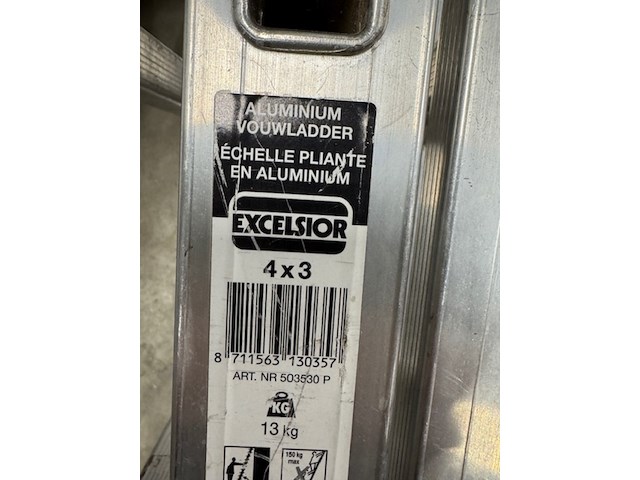 ALUMINIUM
VOUWLADDER
ÉCHELLE PLIANTE
EN ALUMINIUM
EXCELSIOR
4 x 3
8 711563 130357
ART. NR 503530 P
KG
13 kg
150 kg
max